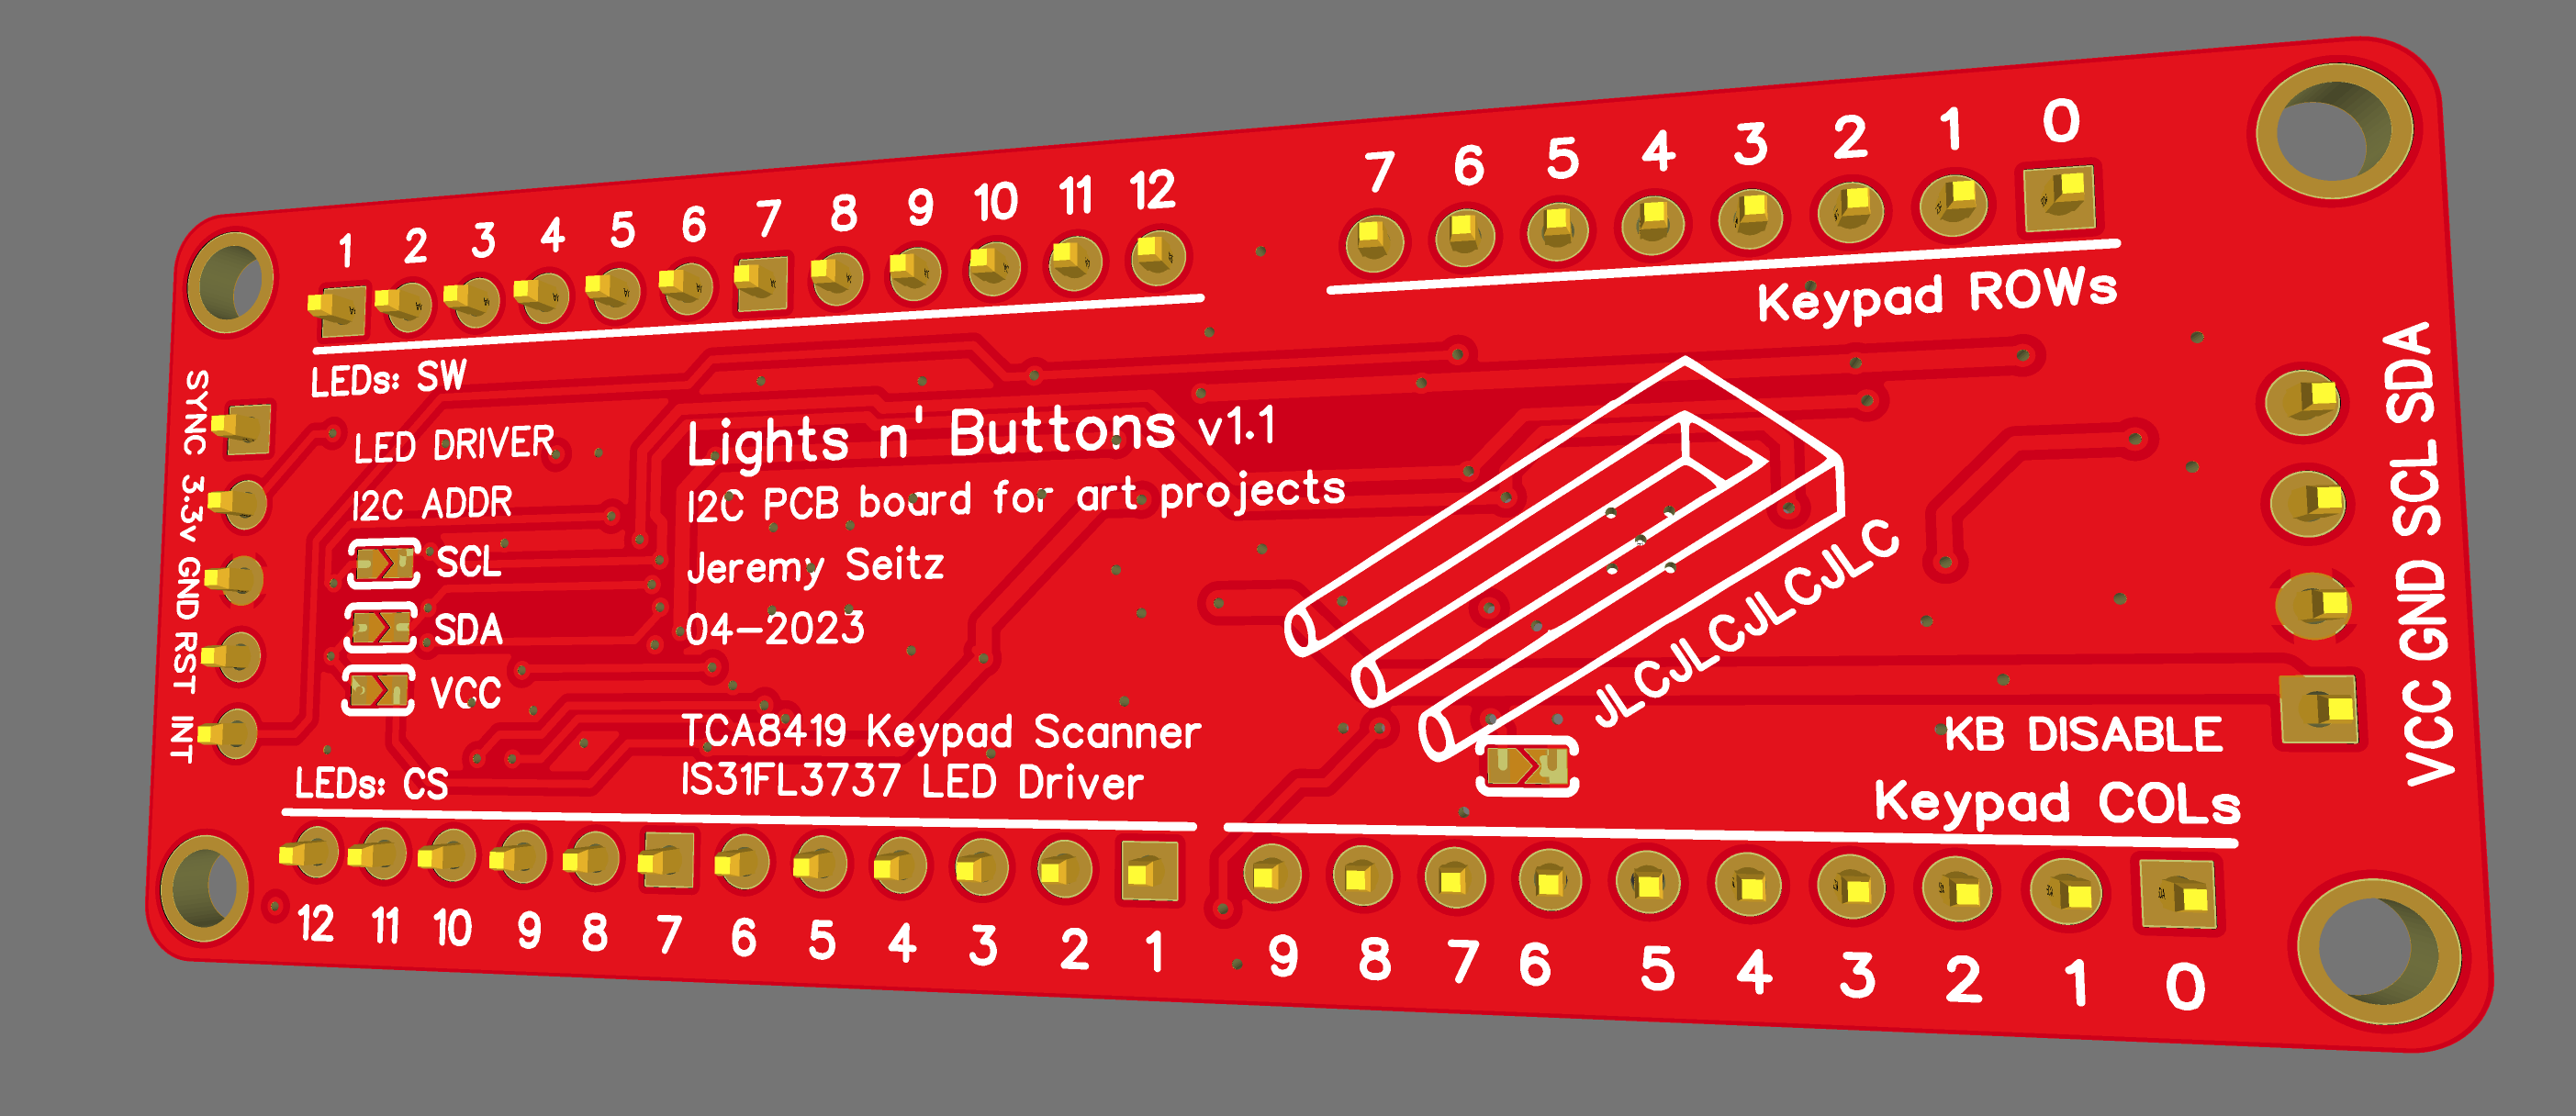 1 2 3 4 5 6 7 8 9 10 11 12
7 6 5 4 3 2 1 0
LEDs: SW
Keypad ROWs
SYNC 3.3v GND RST INT
LED DRIVER
I2C ADDR
SCL
SDA
VCC
Lights n' Buttons v1.1
I2C PCB board for art projects
Jeremy Seitz
04-2023
TCA8419 Keypad Scanner
IS31FL3737 LED Driver
JLCJLCJLCJLC
VCC GND SCL SDA
KB DISABLE
LEDs: CS
Keypad COLs
12 11 10 9 8 7 6 5 4 3 2 1
9 8 7 6 5 4 3 2 1 0